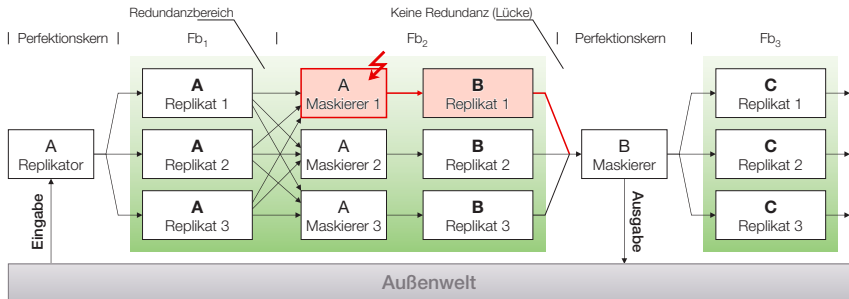 Redundanzbereich
Keine Redundanz (Lücke)
Perfektionskern
Fb1
Fb2
Perfektionskern
Fb3
A
Replikator
A
Replikat 1
A
Replikat 2
A
Replikat 3
A
Maskierer 1
A
Maskierer 2
A
Maskierer 3
B
Replikat 1
B
Replikat 2
B
Replikat 3
B
Maskierer
C
Replikat 1
C
Replikat 2
C
Replikat 3
Eingabe
Ausgabe
Außenwelt